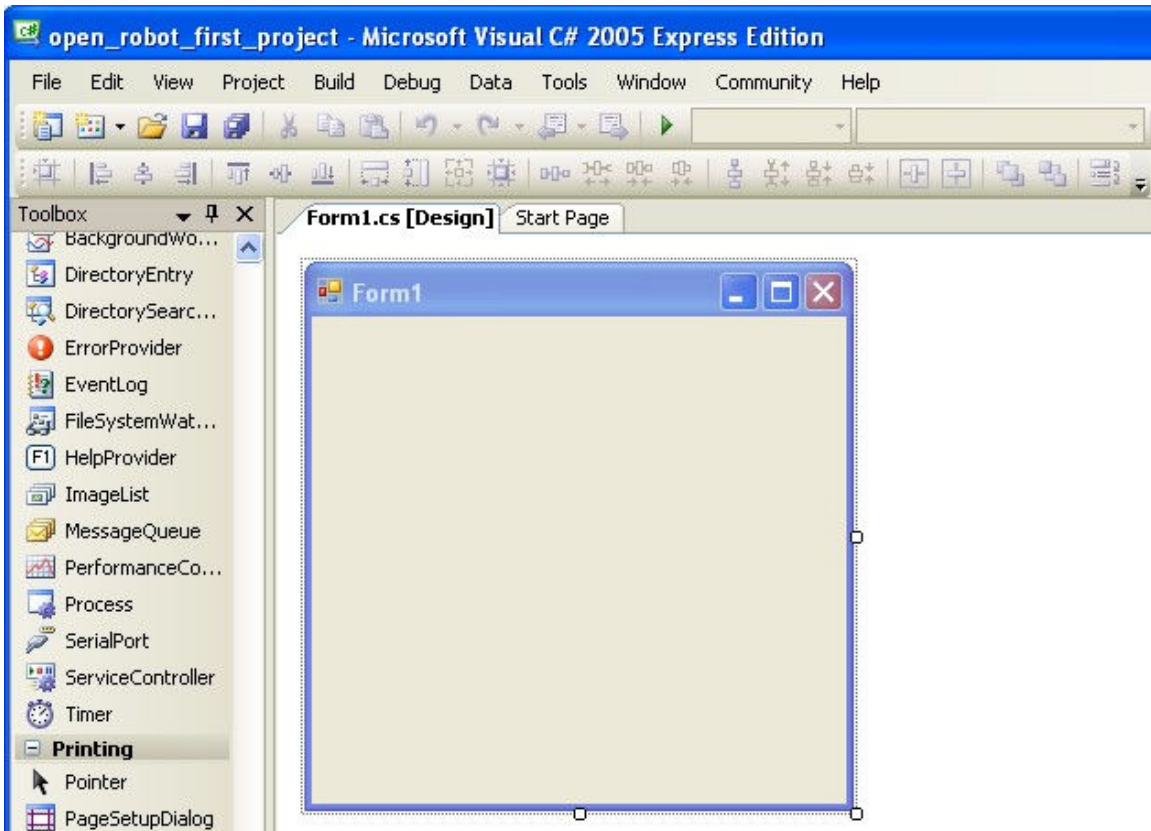 open_robot_first_project - Microsoft Visual C# 2005 Express Edition
File Edit View Project Build Debug Data Tools Window Community Help
Toolbox
Form1.cs [Design] Start Page
BackgroundWo...
DirectoryEntry
DirectorySearc...
ErrorProvider
EventLog
FileSystemWat...
F1 HelpProvider
ImageList
MessageQueue
PerformanceCo...
Process
SerialPort
ServiceController
Timer
Printing
Pointer
PageSetupDialog
Form1